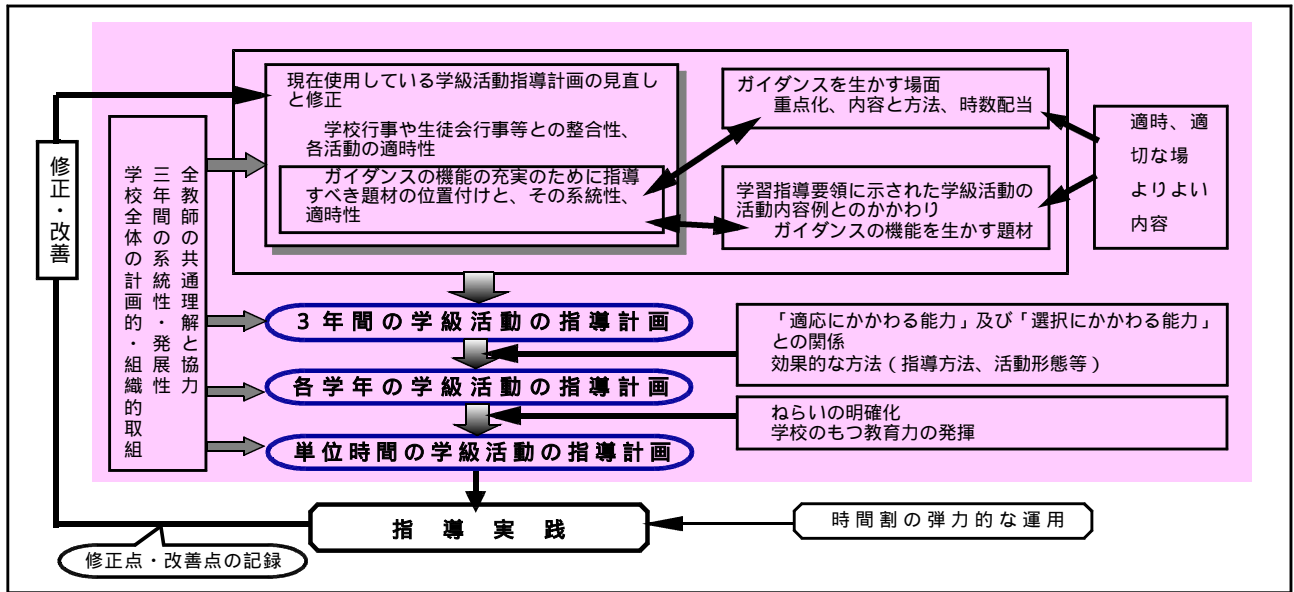 現在使用している学級活動指導計画の見直し
と修正
学校行事や生徒会行事等との整合性、
各活動の適時性
ガイダンスの機能の充実のために指導
すべき題材の位置付けと、その系統性、
適時性
ガイダンスを生かす場面
重点化、内容と方法、時数配当
学習指導要領に示された学級活動の
活動内容例とのかかわり
ガイダンスの機能を生かす題材
適時、適
切な場
よりよい
内容
修正・改善
全教師の共通理解と協力
三年間の系統性・発展性
学校全体の計画的・組織的取組
3年間の学級活動の指導計画
「適応にかかわる能力」及び「選択にかかわる能力」
との関係
効果的な方法（指導方法、活動形態等）
各学年の学級活動の指導計画
ねらいの明確化
学校のもつ教育力の発揮
単位時間の学級活動の指導計画
指導実践
時間割の弾力的な運用
修正点・改善点の記録